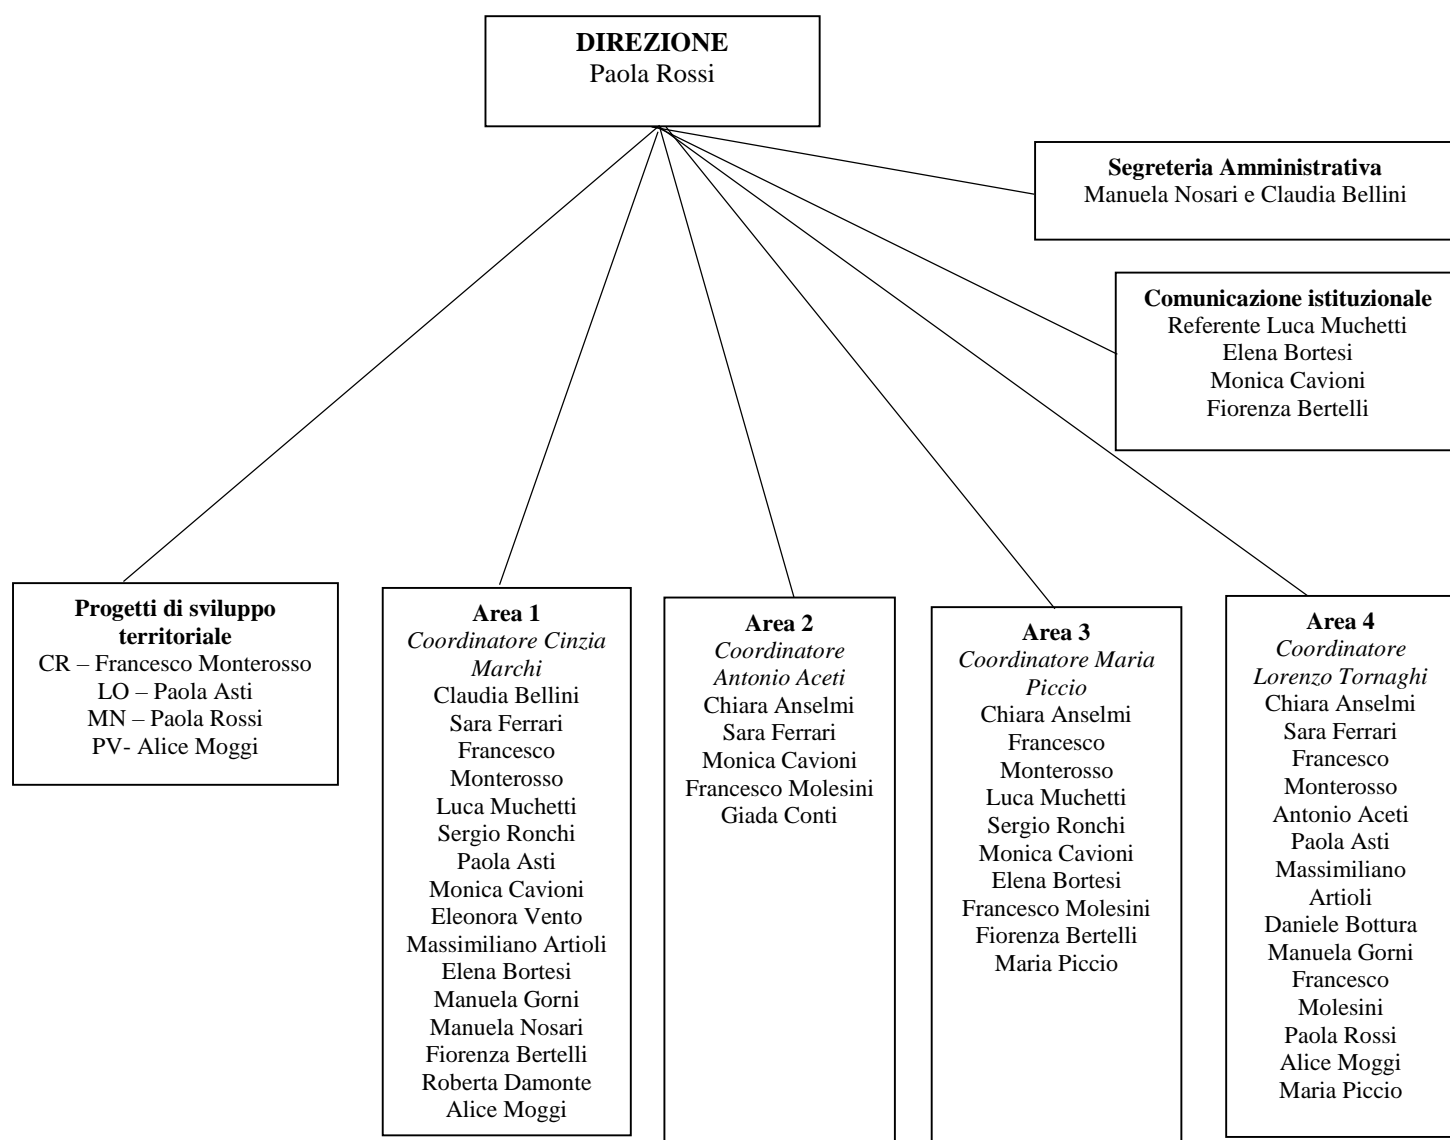 DIREZIONE
Paola Rossi
Segreteria Amministrativa
Manuela Nosari e Claudia Bellini
Comunicazione istituzionale
Referente Luca Muchetti
Elena Bortesi
Monica Cavioni
Fiorenza Bertelli
Progetti di sviluppo
territoriale
CR – Francesco Monterosso
LO – Paola Asti
MN – Paola Rossi
PV- Alice Moggi
Area 1
Coordinatore Cinzia
Marchi
Claudia Bellini
Sara Ferrari
Francesco
Monterosso
Luca Muchetti
Sergio Ronchi
Paola Asti
Monica Cavioni
Eleonora Vento
Massimiliano Artioli
Elena Bortesi
Manuela Gorni
Manuela Nosari
Fiorenza Bertelli
Roberta Damonte
Alice Moggi
Area 2
Coordinatore
Antonio Aceti
Chiara Anselmi
Sara Ferrari
Monica Cavioni
Francesco Molesini
Giada Conti
Area 3
Coordinatore Maria
Piccio
Chiara Anselmi
Francesco
Monterosso
Luca Muchetti
Sergio Ronchi
Monica Cavioni
Elena Bortesi
Francesco Molesini
Fiorenza Bertelli
Maria Piccio
Area 4
Coordinatore
Lorenzo Tornaghi
Chiara Anselmi
Sara Ferrari
Francesco
Monterosso
Antonio Aceti
Paola Asti
Massimiliano
Artioli
Daniele Bottura
Manuela Gorni
Francesco
Molesini
Paola Rossi
Alice Moggi
Maria Piccio